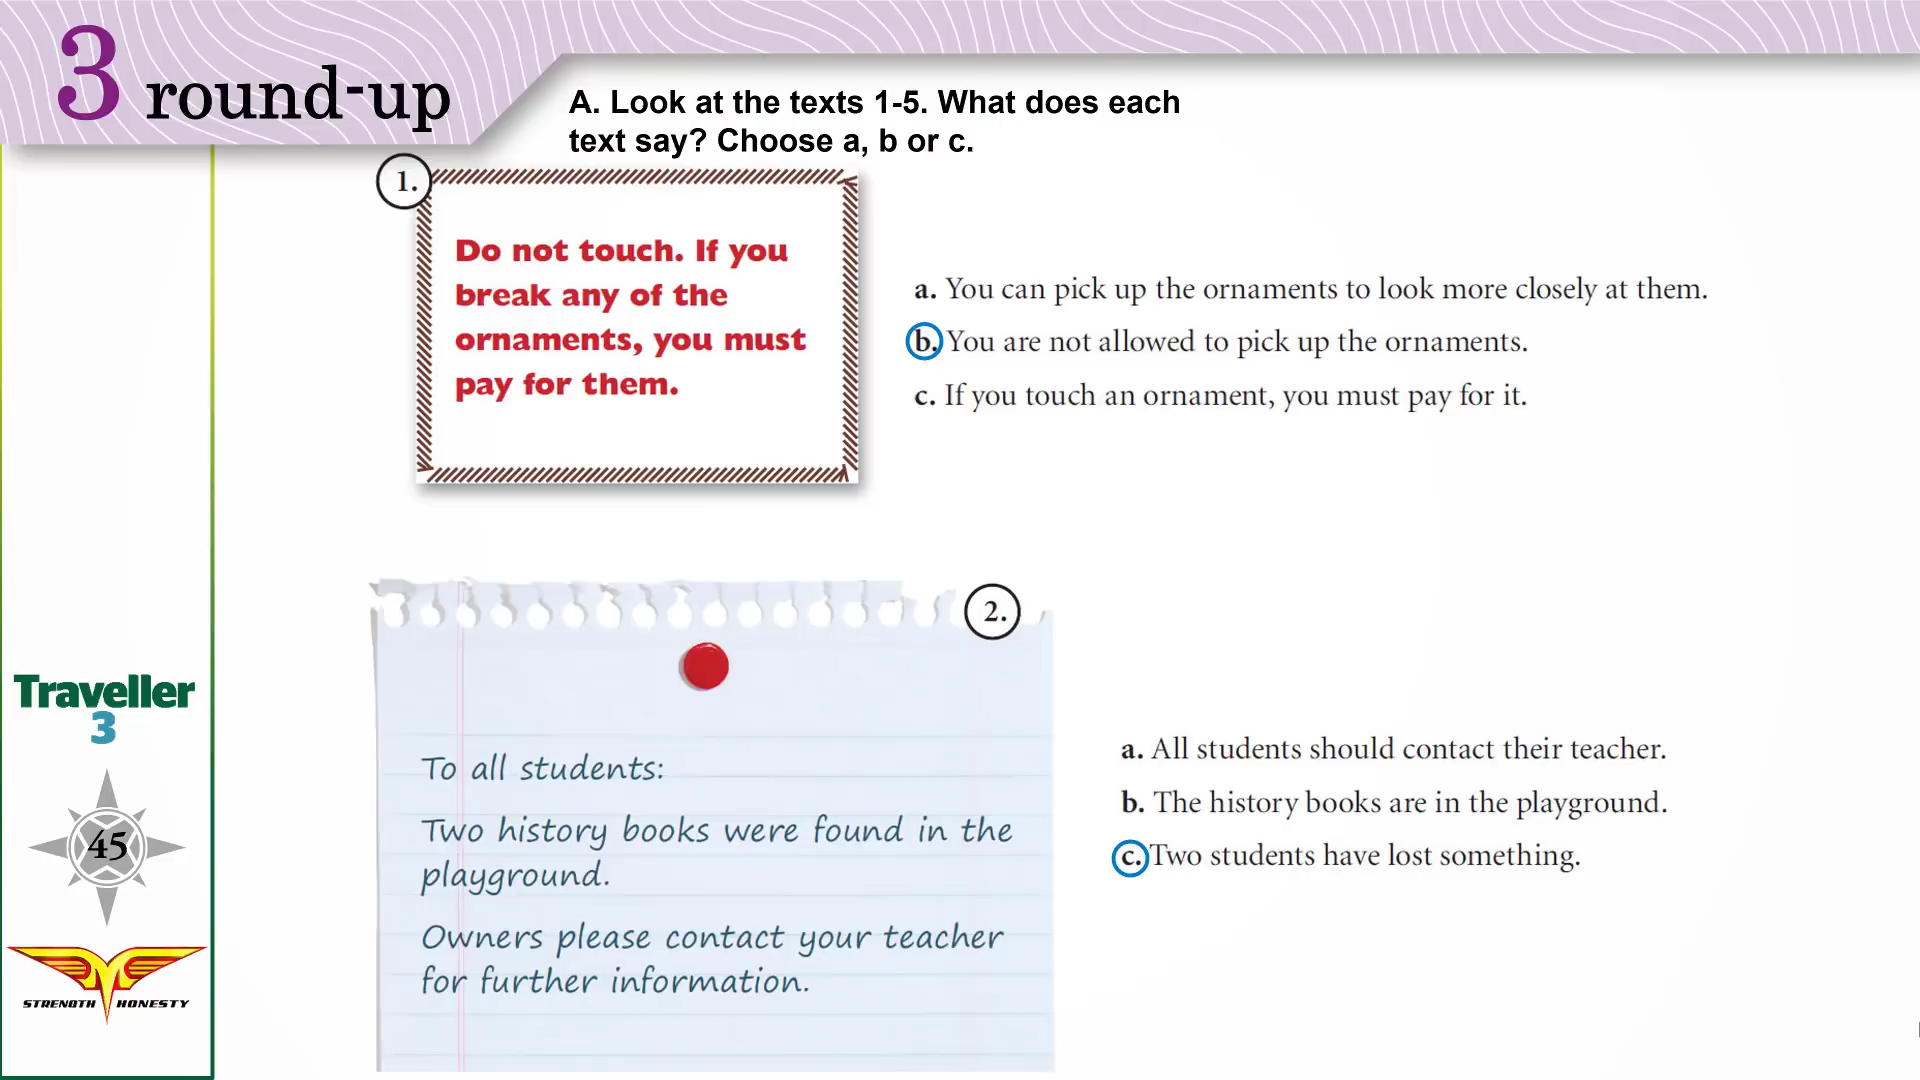 3 round-up
A. Look at the texts 1-5. What does each
text say? Choose a, b or c.
1.
Do not touch. If you
break any of the
ornaments, you must
pay for them.
a. You can pick up the ornaments to look more closely at them.
b. You are not allowed to pick up the ornaments.
c. If you touch an ornament, you must pay for it.
2.
To all students:
Two history books were found in the
playground.
Owners please contact your teacher
for further information.
a. All students should contact their teacher.
b. The history books are in the playground.
c. Two students have lost something.
Traveller
3
45
STRENGTH HONESTY